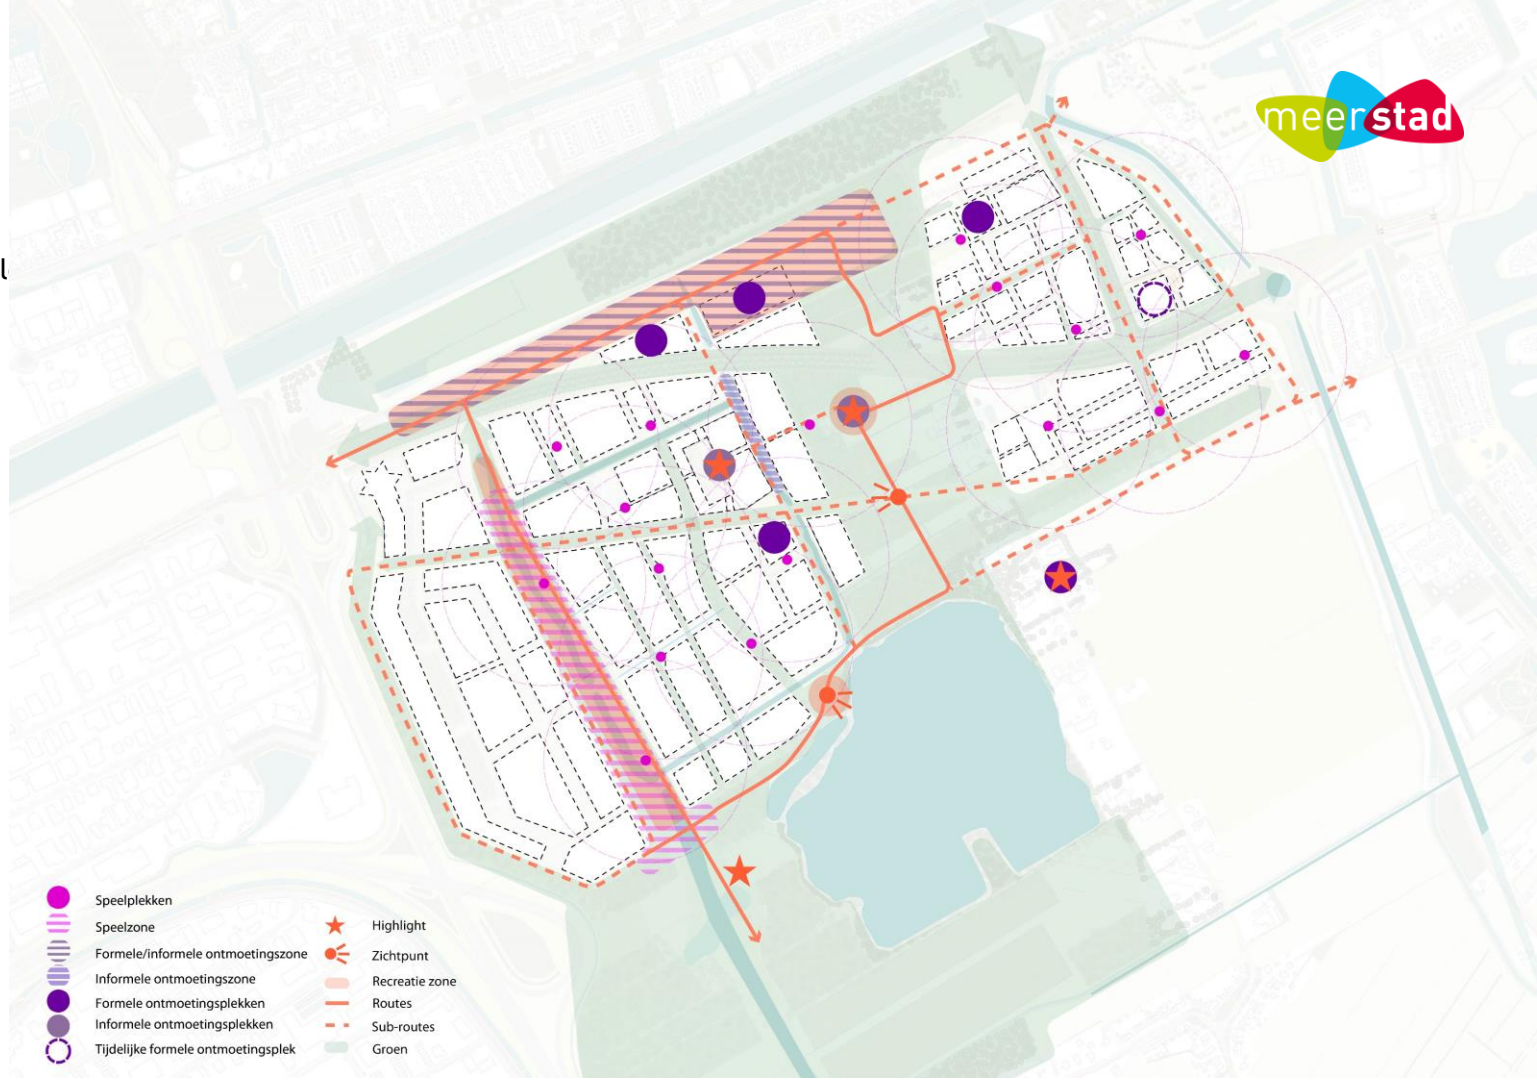 meerstad
l
Speelplekken
Speelzone
Formele/informele ontmoetingszone
Informele ontmoetingszone
Formele ontmoetingsplekken
Informele ontmoetingsplekken
Tijdelijke formele ontmoetingsplek
Highlight
Zichtpunt
Recreatie zone
Routes
Sub-routes
Groen